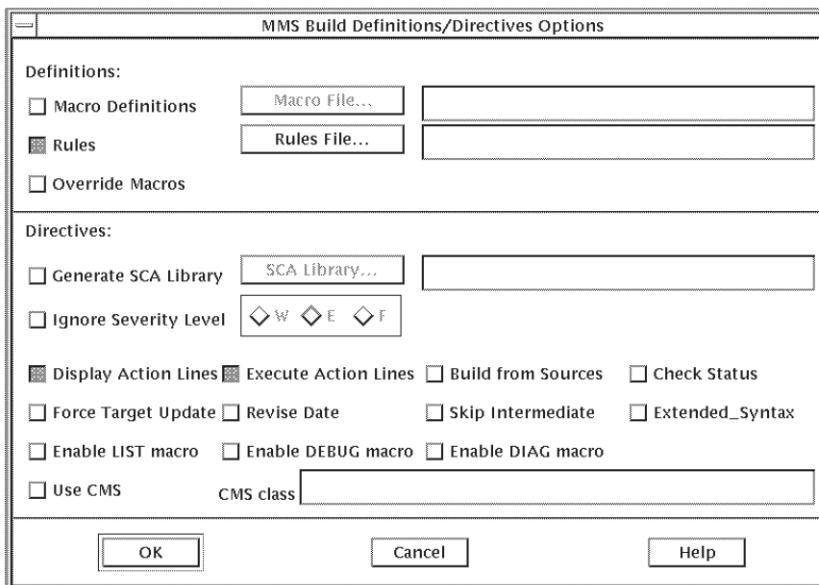 MMS Build Definitions/Directives Options
Definitions:
Macro Definitions Macro File...
Rules Rules File...
Override Macros
Directives:
Generate SCA Library SCA Library...
Ignore Severity Level W E F
Display Action Lines Execute Action Lines Build from Sources Check Status
Force Target Update Revise Date Skip Intermediate Extended_Syntax
Enable LIST macro Enable DEBUG macro Enable DIAG macro
Use CMS CMS class
OK Cancel Help